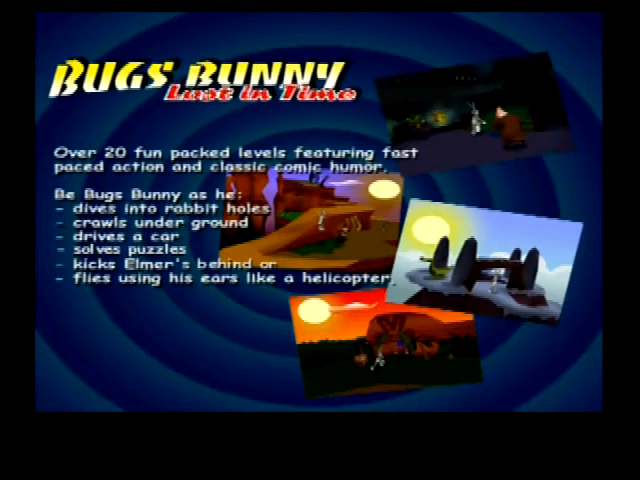 BUGS BUNNY
Lost in Time
Over 20 fun packed levels featuring fast
paced action and classic comic humor.
Be Bugs Bunny as he:
- dives into rabbit holes
- crawls under ground
- drives a car
- solves puzzles
- kicks Elmer's behind or
- flies using his ears like a helicopter.